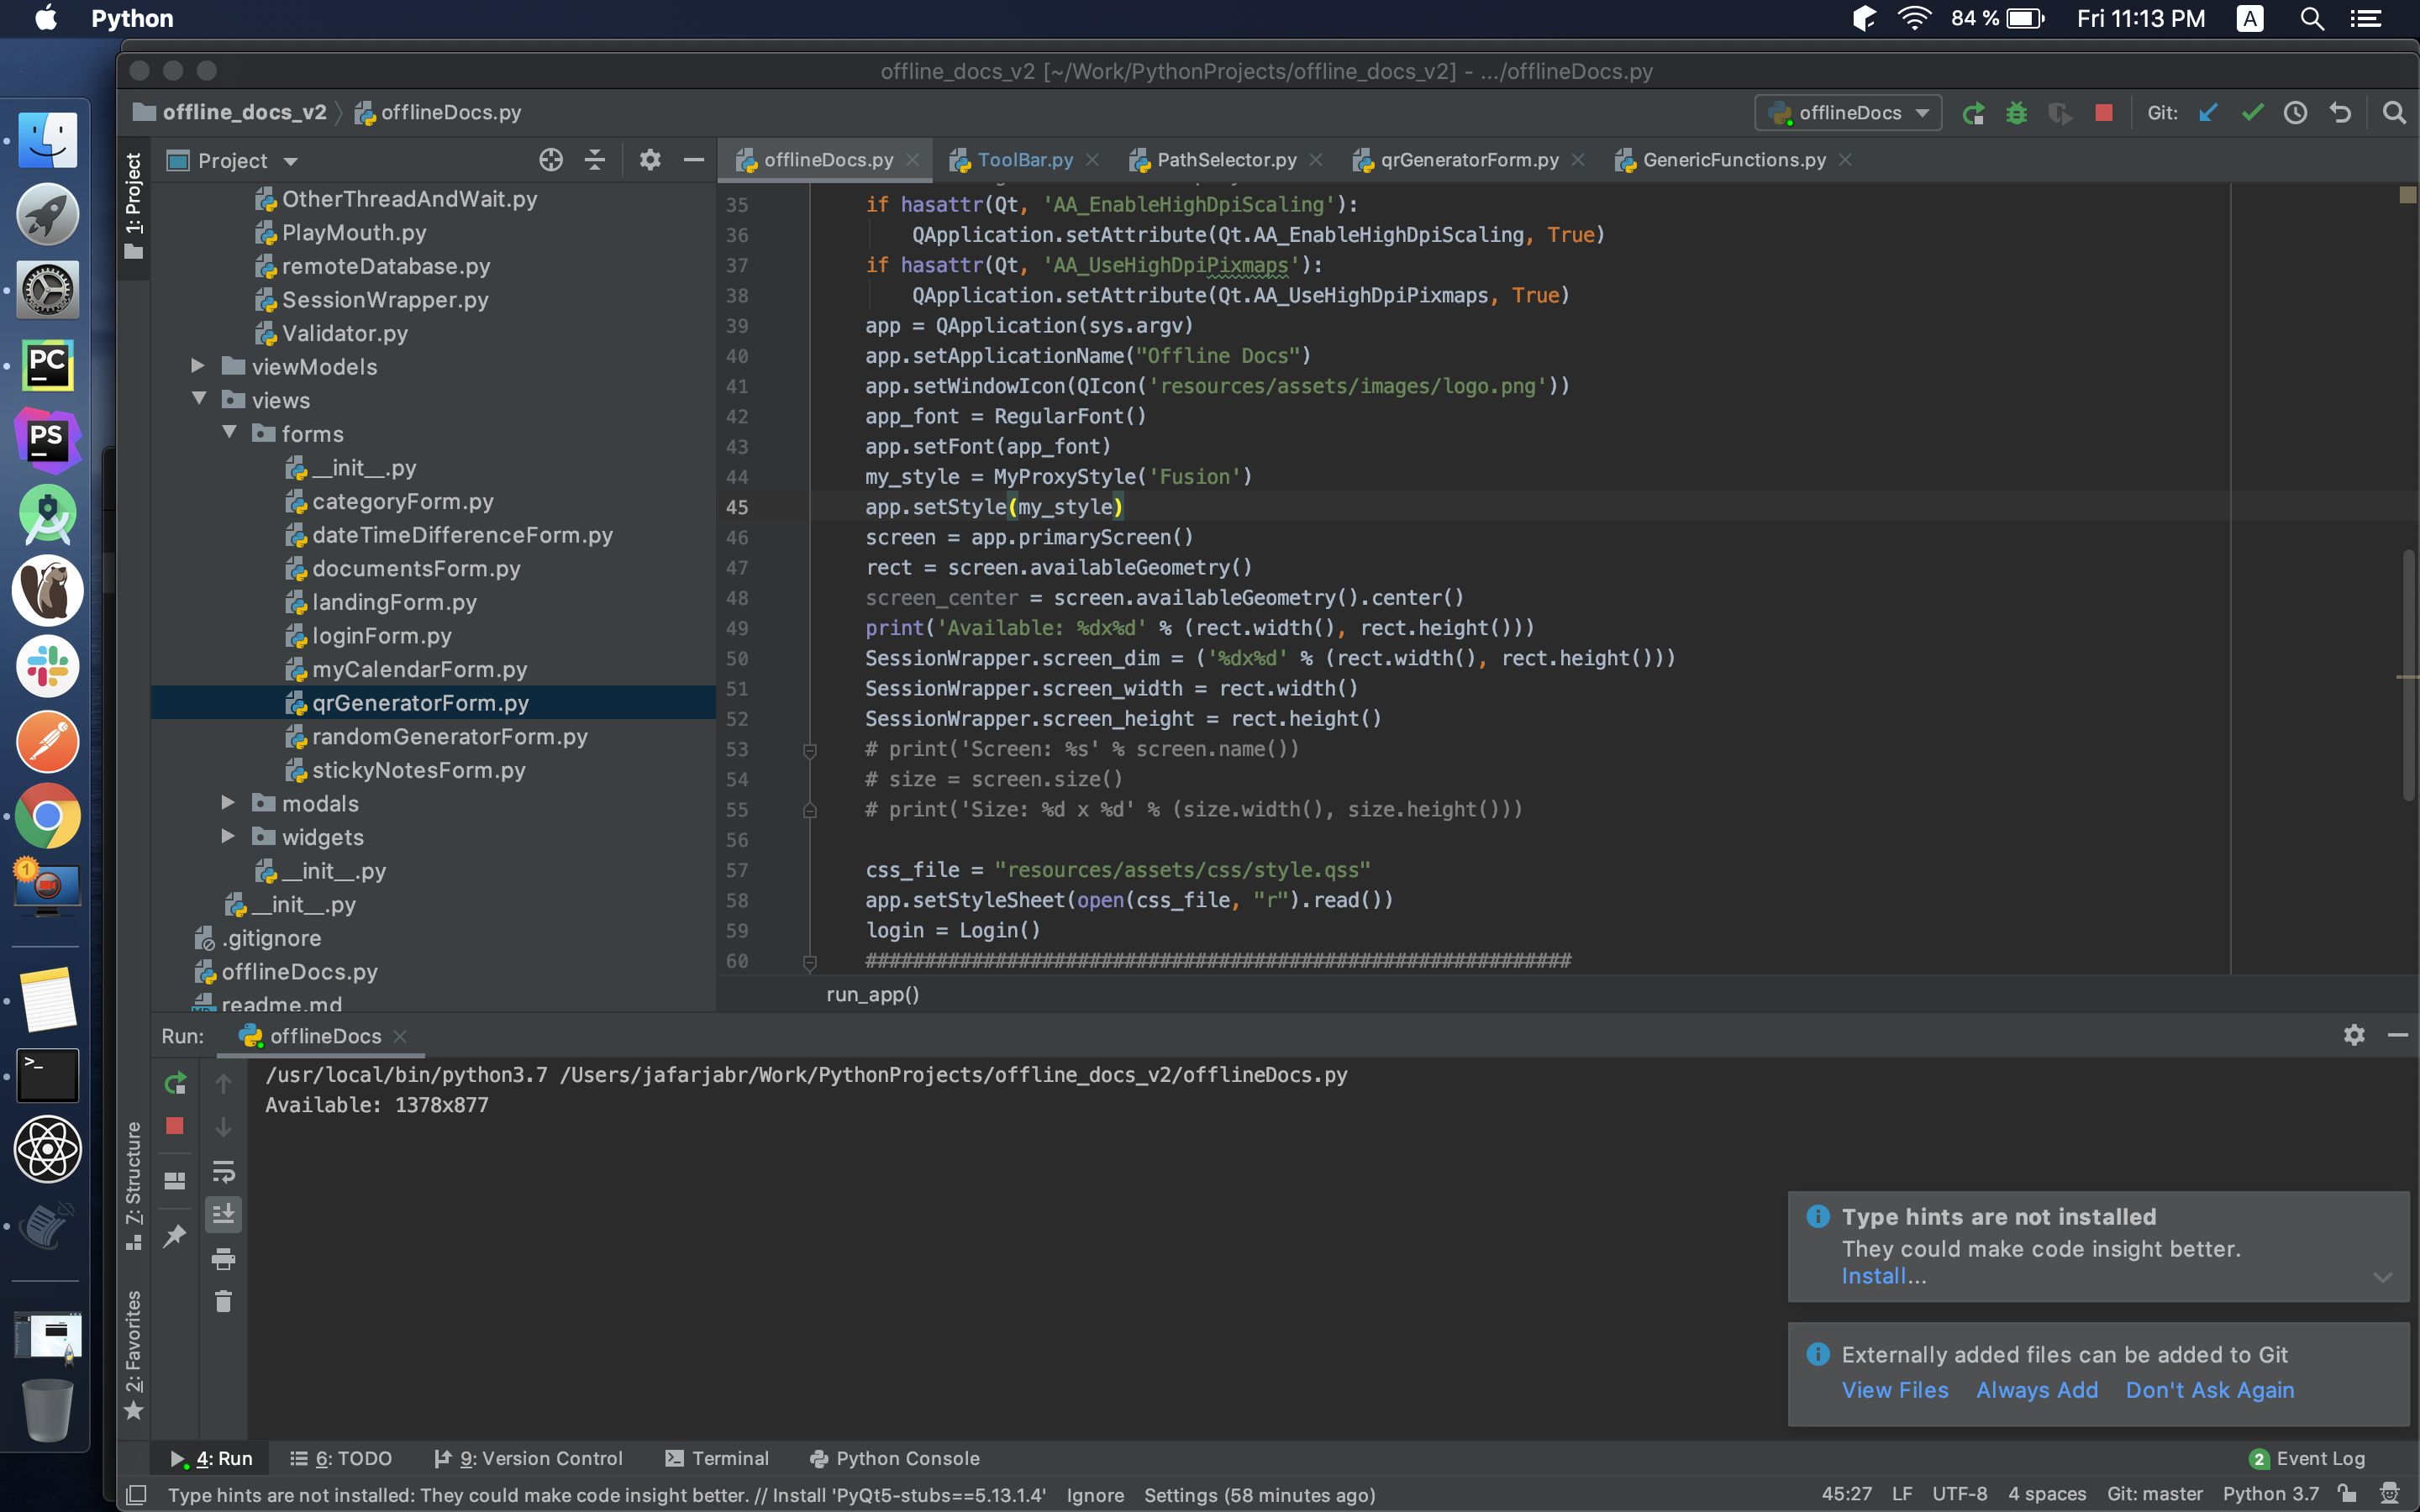 Python
84 %
Fri 11:13 PM
A
offline_docs_v2 [~/Work/PythonProjects/offline_docs_v2] - .../offlineDocs.py
offline_docs_v2
offlineDocs.py
offlineDocs
Git:
1: Project
Project
offlineDocs.py
ToolBar.py
PathSelector.py
qrGeneratorForm.py
GenericFunctions.py
OtherThreadAndWait.py
PlayMouth.py
remoteDatabase.py
SessionWrapper.py
Validator.py
viewModels
views
forms
__init__.py
categoryForm.py
dateTimeDifferenceForm.py
documentsForm.py
landingForm.py
loginForm.py
myCalendarForm.py
qrGeneratorForm.py
randomGeneratorForm.py
stickyNotesForm.py
modals
widgets
__init__.py
__init__.py
.gitignore
offlineDocs.py
readme.md
PC
PS
1
35 if hasattr(Qt, 'AA_EnableHighDpiScaling'):
36 QApplication.setAttribute(Qt.AA_EnableHighDpiScaling, True)
37 if hasattr(Qt, 'AA_UseHighDpiPixmaps'):
38 QApplication.setAttribute(Qt.AA_UseHighDpiPixmaps, True)
39 app = QApplication(sys.argv)
40 app.setApplicationName("Offline Docs")
41 app.setWindowIcon(QIcon('resources/assets/images/logo.png'))
42 app_font = RegularFont()
43 app.setFont(app_font)
44 my_style = MyProxyStyle('Fusion')
45 app.setStyle(my_style)
46 screen = app.primaryScreen()
47 rect = screen.availableGeometry()
48 screen_center = screen.availableGeometry().center()
49 print('Available: %dx%d' % (rect.width(), rect.height()))
50 SessionWrapper.screen_dim = ('%dx%d' % (rect.width(), rect.height()))
51 SessionWrapper.screen_width = rect.width()
52 SessionWrapper.screen_height = rect.height()
53 # print('Screen: %s' % screen.name())
54 # size = screen.size()
55 # print('Size: %d x %d' % (size.width(), size.height()))
56
57 css_file = "resources/assets/css/style.qss"
58 app.setStyleSheet(open(css_file, "r").read())
59 login = Login()
60 ############################################################
run_app()
Run:
offlineDocs
/usr/local/bin/python3.7 /Users/jafarjabr/Work/PythonProjects/offline_docs_v2/offlineDocs.py
Available: 1378x877
Z: Structure
2: Favorites
Type hints are not installed
They could make code insight better.
Install...
Externally added files can be added to Git
View Files Always Add Don't Ask Again
4: Run
6: TODO
9: Version Control
Terminal
Python Console
2 Event Log
Type hints are not installed: They could make code insight better. // Install 'PyQt5-stubs==5.13.1.4' Ignore Settings (58 minutes ago)
45:27 LF UTF-8 4 spaces Git: master Python 3.7